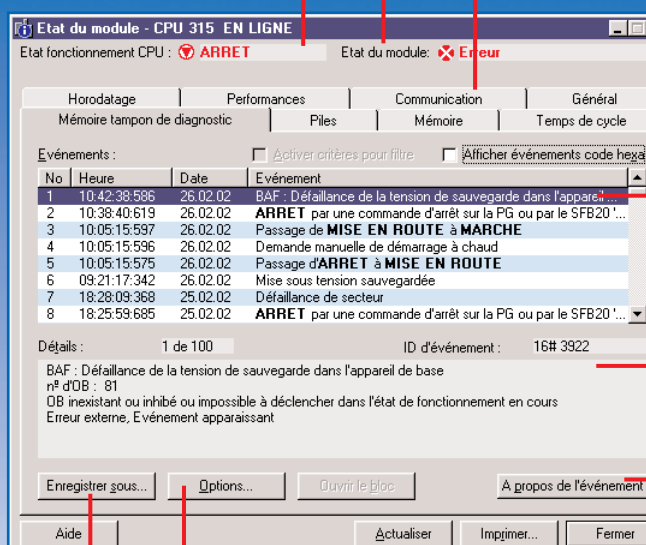 Etat du module - CPU 315 EN LIGNE
Etat fonctionnement CPU : ARRET Etat du module: Erreur
Horodatage Performances Communication Général
Mémoire tampon de diagnostic Piles Mémoire Temps de cycle
Evénements : Activer critères pour filtre Afficher événements code hexa
No Heure Date Evénement
1 10:42:38:586 26.02.02 BAF : Défaillance de la tension de sauvegarde dans l'appareil ...
2 10:38:40:619 26.02.02 ARRET par une commande d'arrêt sur la PG ou par le SFB20 '...
3 10:05:15:597 26.02.02 Passage de MISE EN ROUTE à MARCHE
4 10:05:15:596 26.02.02 Demande manuelle de démarrage à chaud
5 10:05:15:575 26.02.02 Passage d'ARRET à MISE EN ROUTE
6 09:21:17:342 26.02.02 Mise sous tension sauvegardée
7 18:28:09:368 25.02.02 Défaillance de secteur
8 18:25:59:685 25.02.02 ARRET par une commande d'arrêt sur la PG ou par le SFB20 '...
Détails : 1 de 100 ID d'événement : 16# 3922
BAF : Défaillance de la tension de sauvegarde dans l'appareil de base
nº d'OB : 81
OB inexistant ou inhibé ou impossible à déclencher dans l'état de fonctionnement en cours
Erreur externe, Evénement apparaissant
Enregistrer sous... Options... Ouvrir le bloc A propos de l'événement
Aide Actualiser Imprimer... Fermer